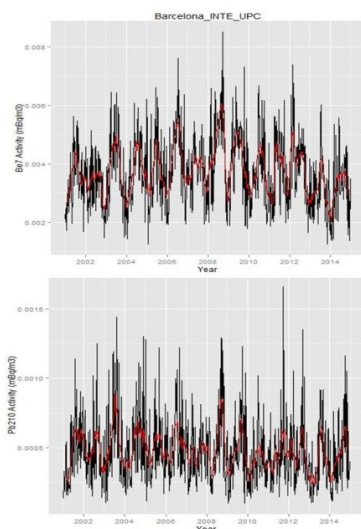 Barcelona_INTE_UPC
Be7 Activity (mBq/m3)
0.008
0.006
0.004
0.002
2002 2004 2006 2008 2010 2012 2014
Year
Pb210 Activity (mBq/m3)
0.0015
0.0010
0.0005
2002 2004 2006 2008 2010 2012 2014
Year